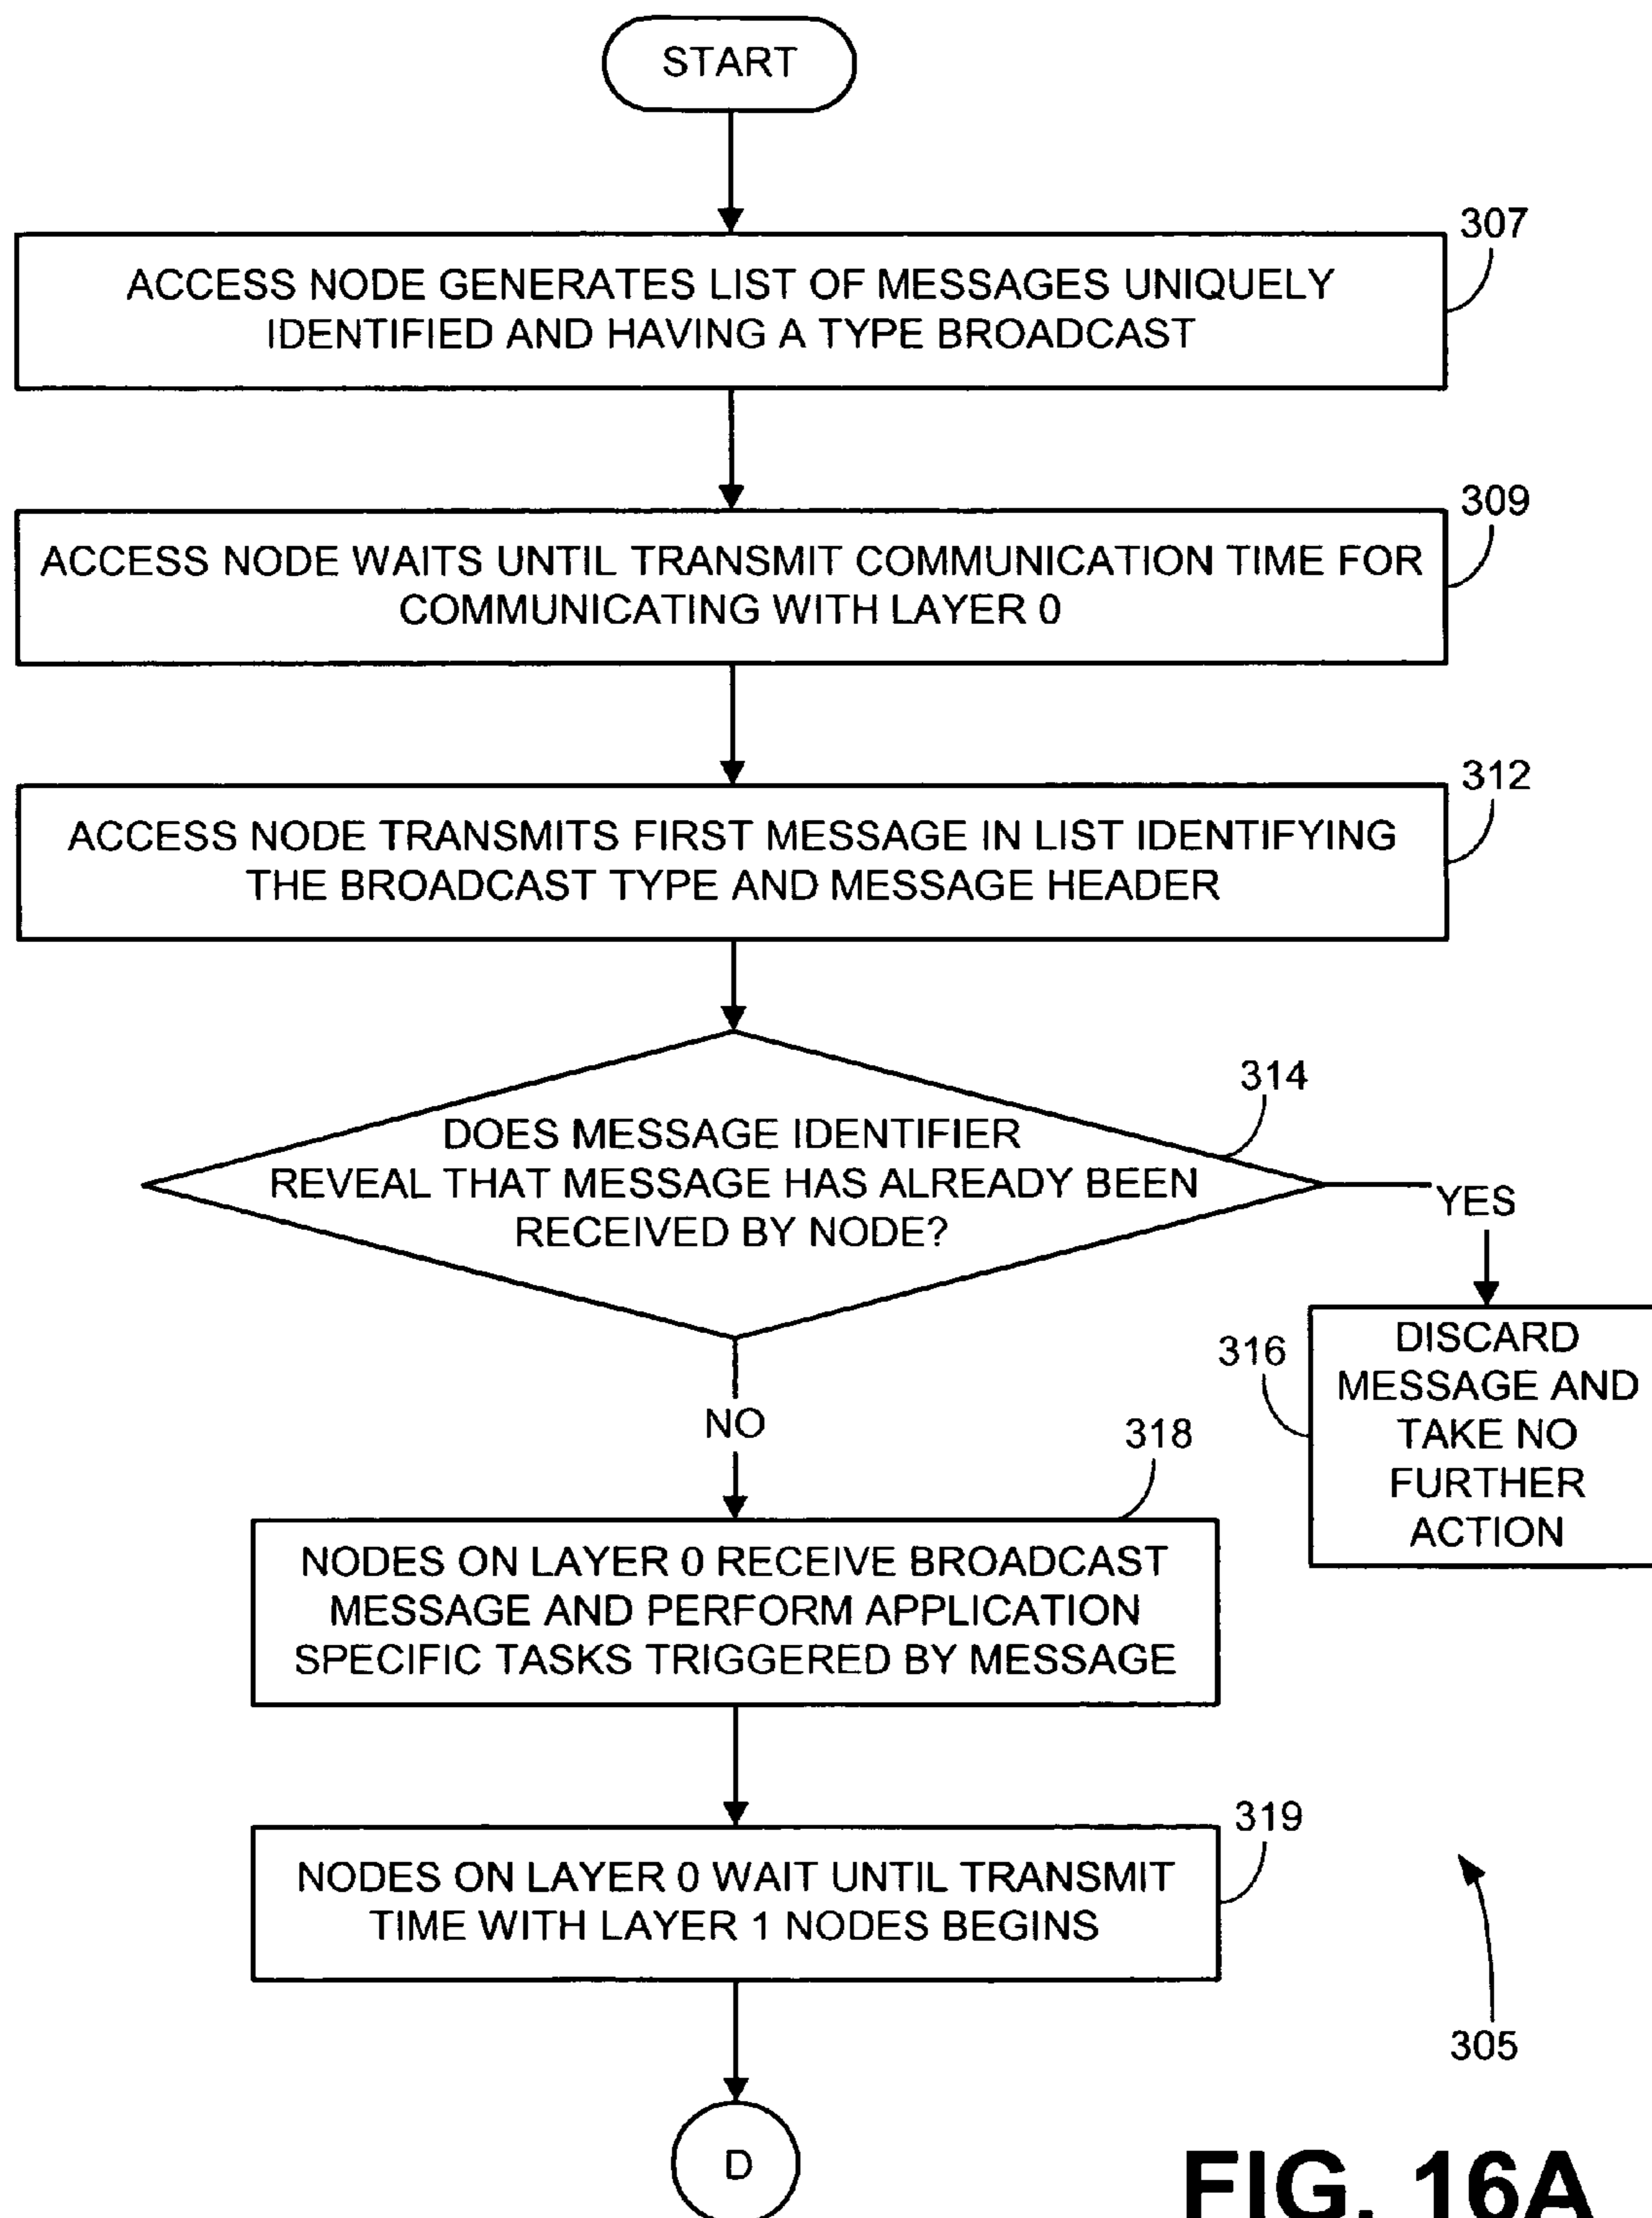 START
307
ACCESS NODE GENERATES LIST OF MESSAGES UNIQUELY
IDENTIFIED AND HAVING A TYPE BROADCAST
309
ACCESS NODE WAITS UNTIL TRANSMIT COMMUNICATION TIME FOR
COMMUNICATING WITH LAYER 0
312
ACCESS NODE TRANSMITS FIRST MESSAGE IN LIST IDENTIFYING
THE BROADCAST TYPE AND MESSAGE HEADER
314
DOES MESSAGE IDENTIFIER
REVEAL THAT MESSAGE HAS ALREADY BEEN
RECEIVED BY NODE?
YES
316
DISCARD
MESSAGE AND
TAKE NO
FURTHER
ACTION
NO
318
NODES ON LAYER 0 RECEIVE BROADCAST
MESSAGE AND PERFORM APPLICATION
SPECIFIC TASKS TRIGGERED BY MESSAGE
319
NODES ON LAYER 0 WAIT UNTIL TRANSMIT
TIME WITH LAYER 1 NODES BEGINS
305
D
FIG. 16A